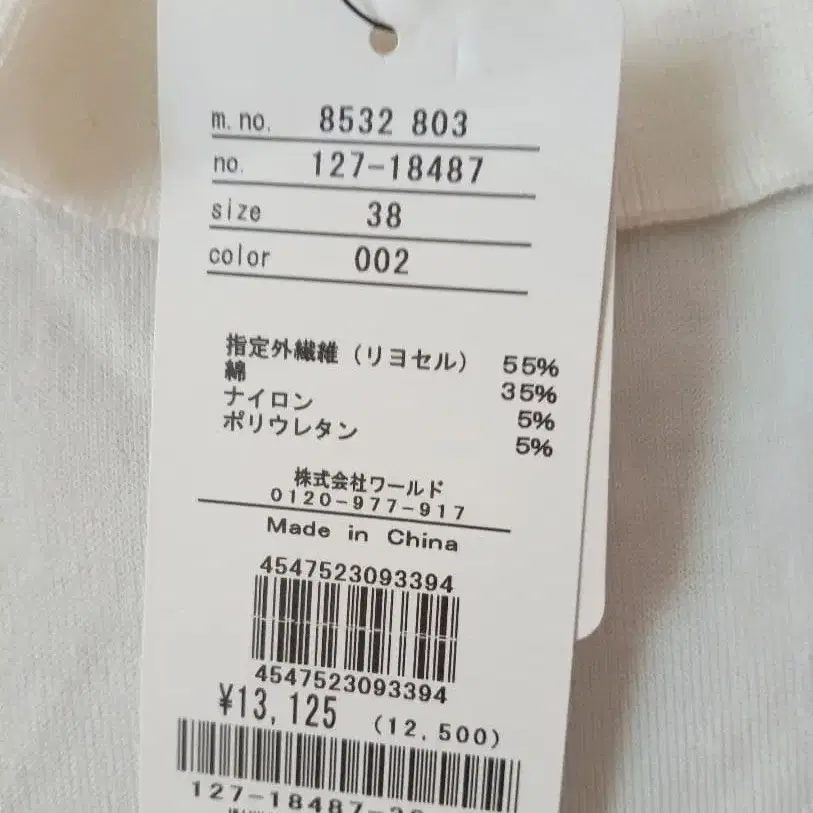 m.no. 8532 803
no. 127-18487
size 38
color 002
指定外繊維（リヨセル） 55%
綿 35%
ナイロン 5%
ポリウレタン 5%
株式会社ワールド
0120-977-917
Made in China
4547523093394
4547523093394
¥13,125 (12,500)
127-18487-